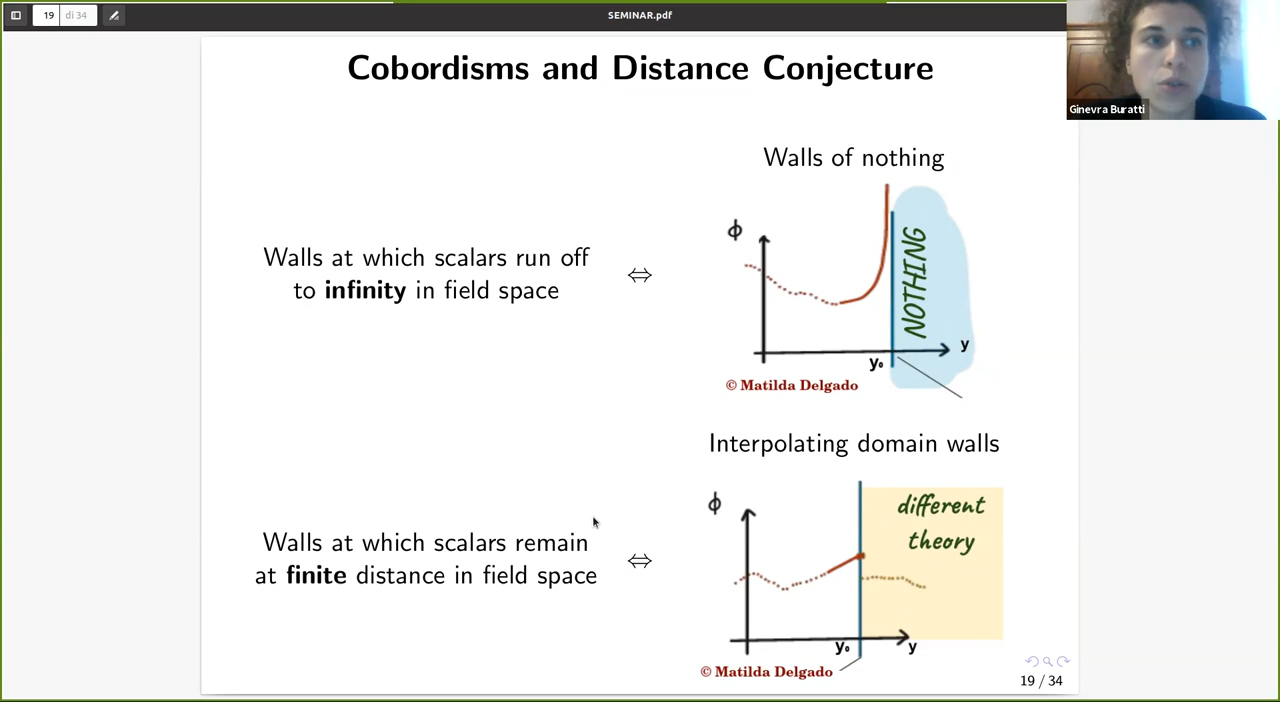 19 di 34
SEMINAR.pdf
Ginevra Buratti
Cobordisms and Distance Conjecture
Walls of nothing
Walls at which scalars run off
to infinity in field space
⇔
ϕ
NOTHING
y
y₀
© Matilda Delgado
Interpolating domain walls
Walls at which scalars remain
at finite distance in field space
⇔
ϕ
different
theory
y₀
y
© Matilda Delgado
19 / 34